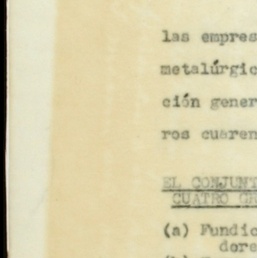 las empres
metalúrgic
ción gener
ros cuaren
EL CONJUNT
CUATRO GR
(a) Fundic
dore